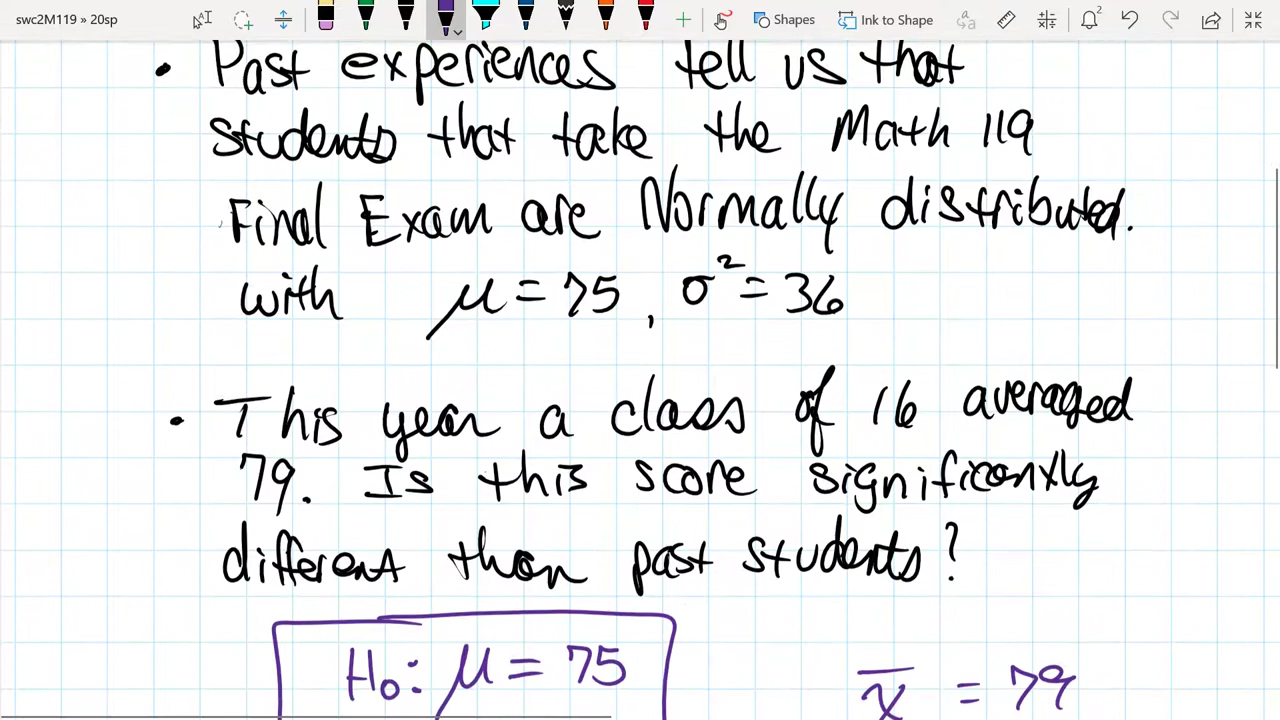 swc2M119 » 20sp
Shapes
Ink to Shape
• Past experiences tell us that
students that take the Math 119
Final Exam are Normally distributed.
with μ = 75, σ² = 36
• This year a class of 16 averaged
79. Is this score significantly
different than past students?
H₀: μ = 75
x̄ = 79